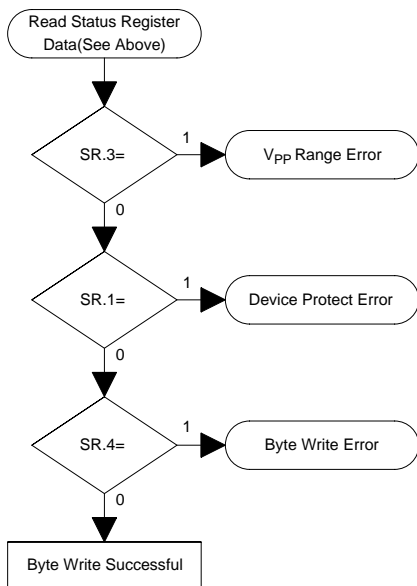 Read Status Register
Data(See Above)
SR.3=
1
VPP Range Error
0
SR.1=
1
Device Protect Error
0
SR.4=
1
Byte Write Error
0
Byte Write Successful